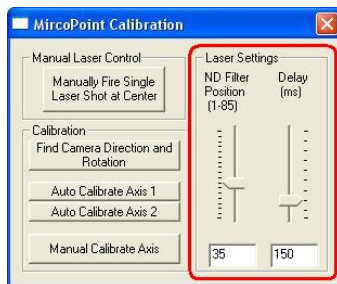 MircoPoint Calibration
Manual Laser Control
Manually Fire Single
Laser Shot at Center
Calibration
Find Camera Direction and
Rotation
Auto Calibrate Axis 1
Auto Calibrate Axis 2
Manual Calibrate Axis
Laser Settings
ND Filter
Position
(1-85)
Delay
(ms)
35
150